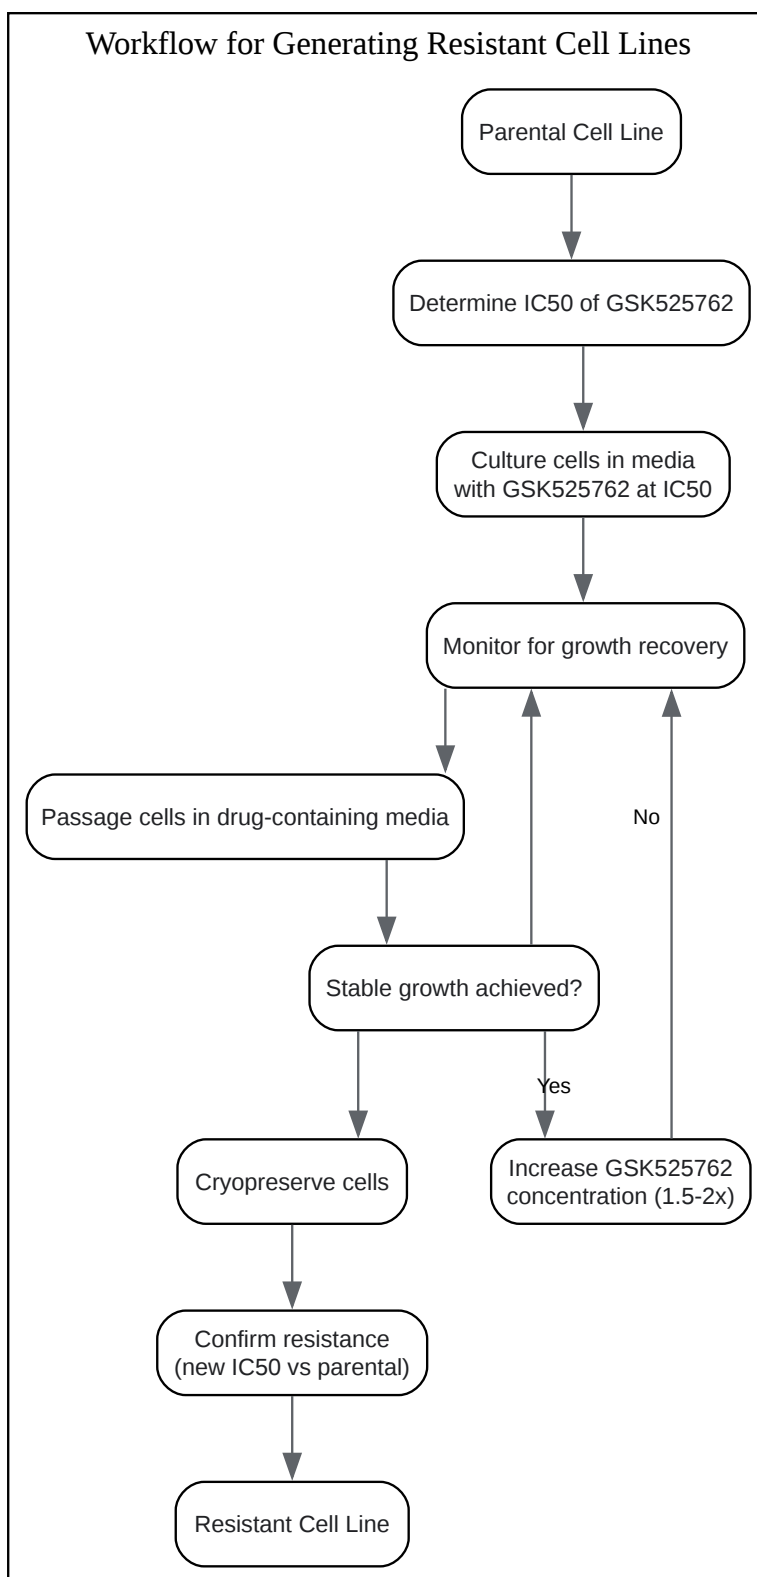 Workflow for Generating Resistant Cell Lines
Parental Cell Line
Determine IC50 of GSK525762
Culture cells in media
with GSK525762 at IC50
Monitor for growth recovery
Passage cells in drug-containing media
No
Stable growth achieved?
Yes
Cryopreserve cells
Increase GSK525762
concentration (1.5-2x)
Confirm resistance
(new IC50 vs parental)
Resistant Cell Line